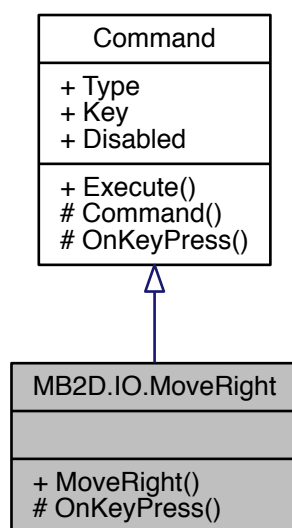 Command
+ Type
+ Key
+ Disabled
+ Execute()
# Command()
# OnKeyPress()
MB2D.IO.MoveRight
+ MoveRight()
# OnKeyPress()